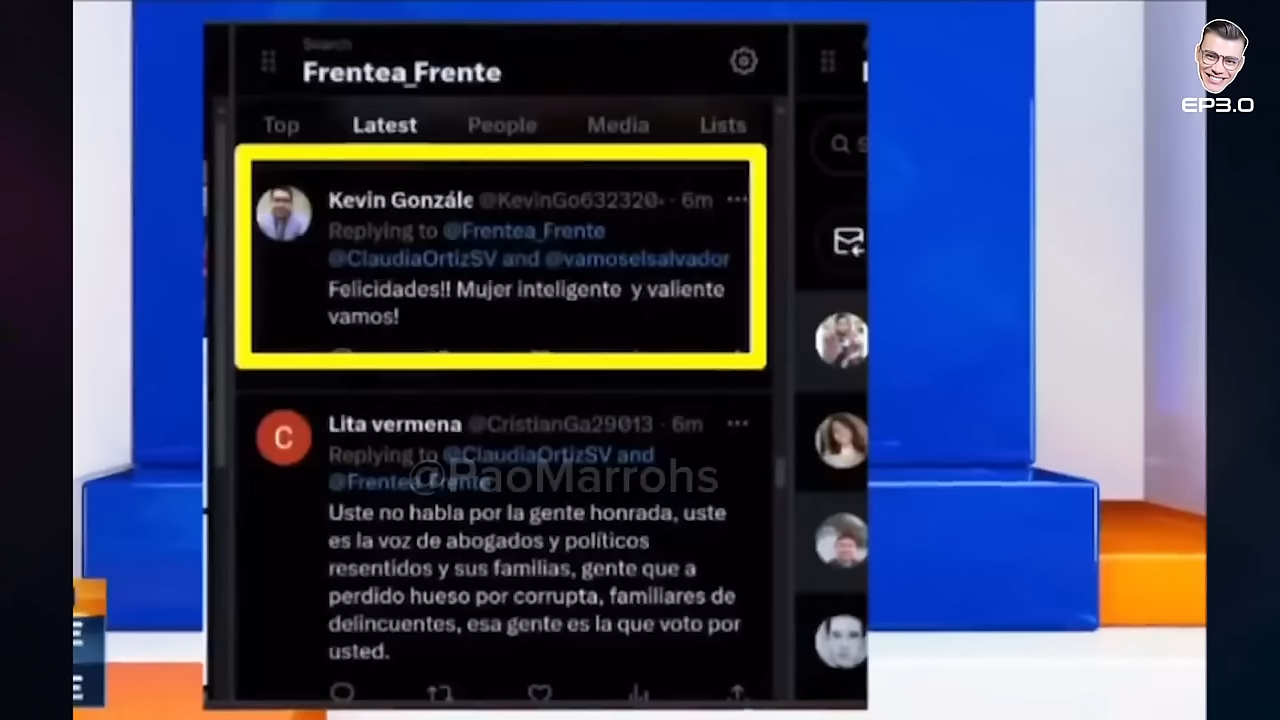 EP3.0
Search
Frentea_Frente
Top Latest People Media Lists
Kevin Gonzále @KevinGo632320 · 6m
Replying to @Frentea_Frente
@ClaudiaOrtizSV and @vamoselsalvador
Felicidades!! Mujer inteligente y valiente
vamos!
Lita vermena @CristianGa29013 · 6m
Replying to @ClaudiaOrtizSV and
@Frentea_Frente
@PaoMarrohs
Uste no habla por la gente honrada, uste
es la voz de abogados y políticos
resentidos y sus familias, gente que a
perdido hueso por corrupta, familiares de
delincuentes, esa gente es la que voto por
usted.
E
E